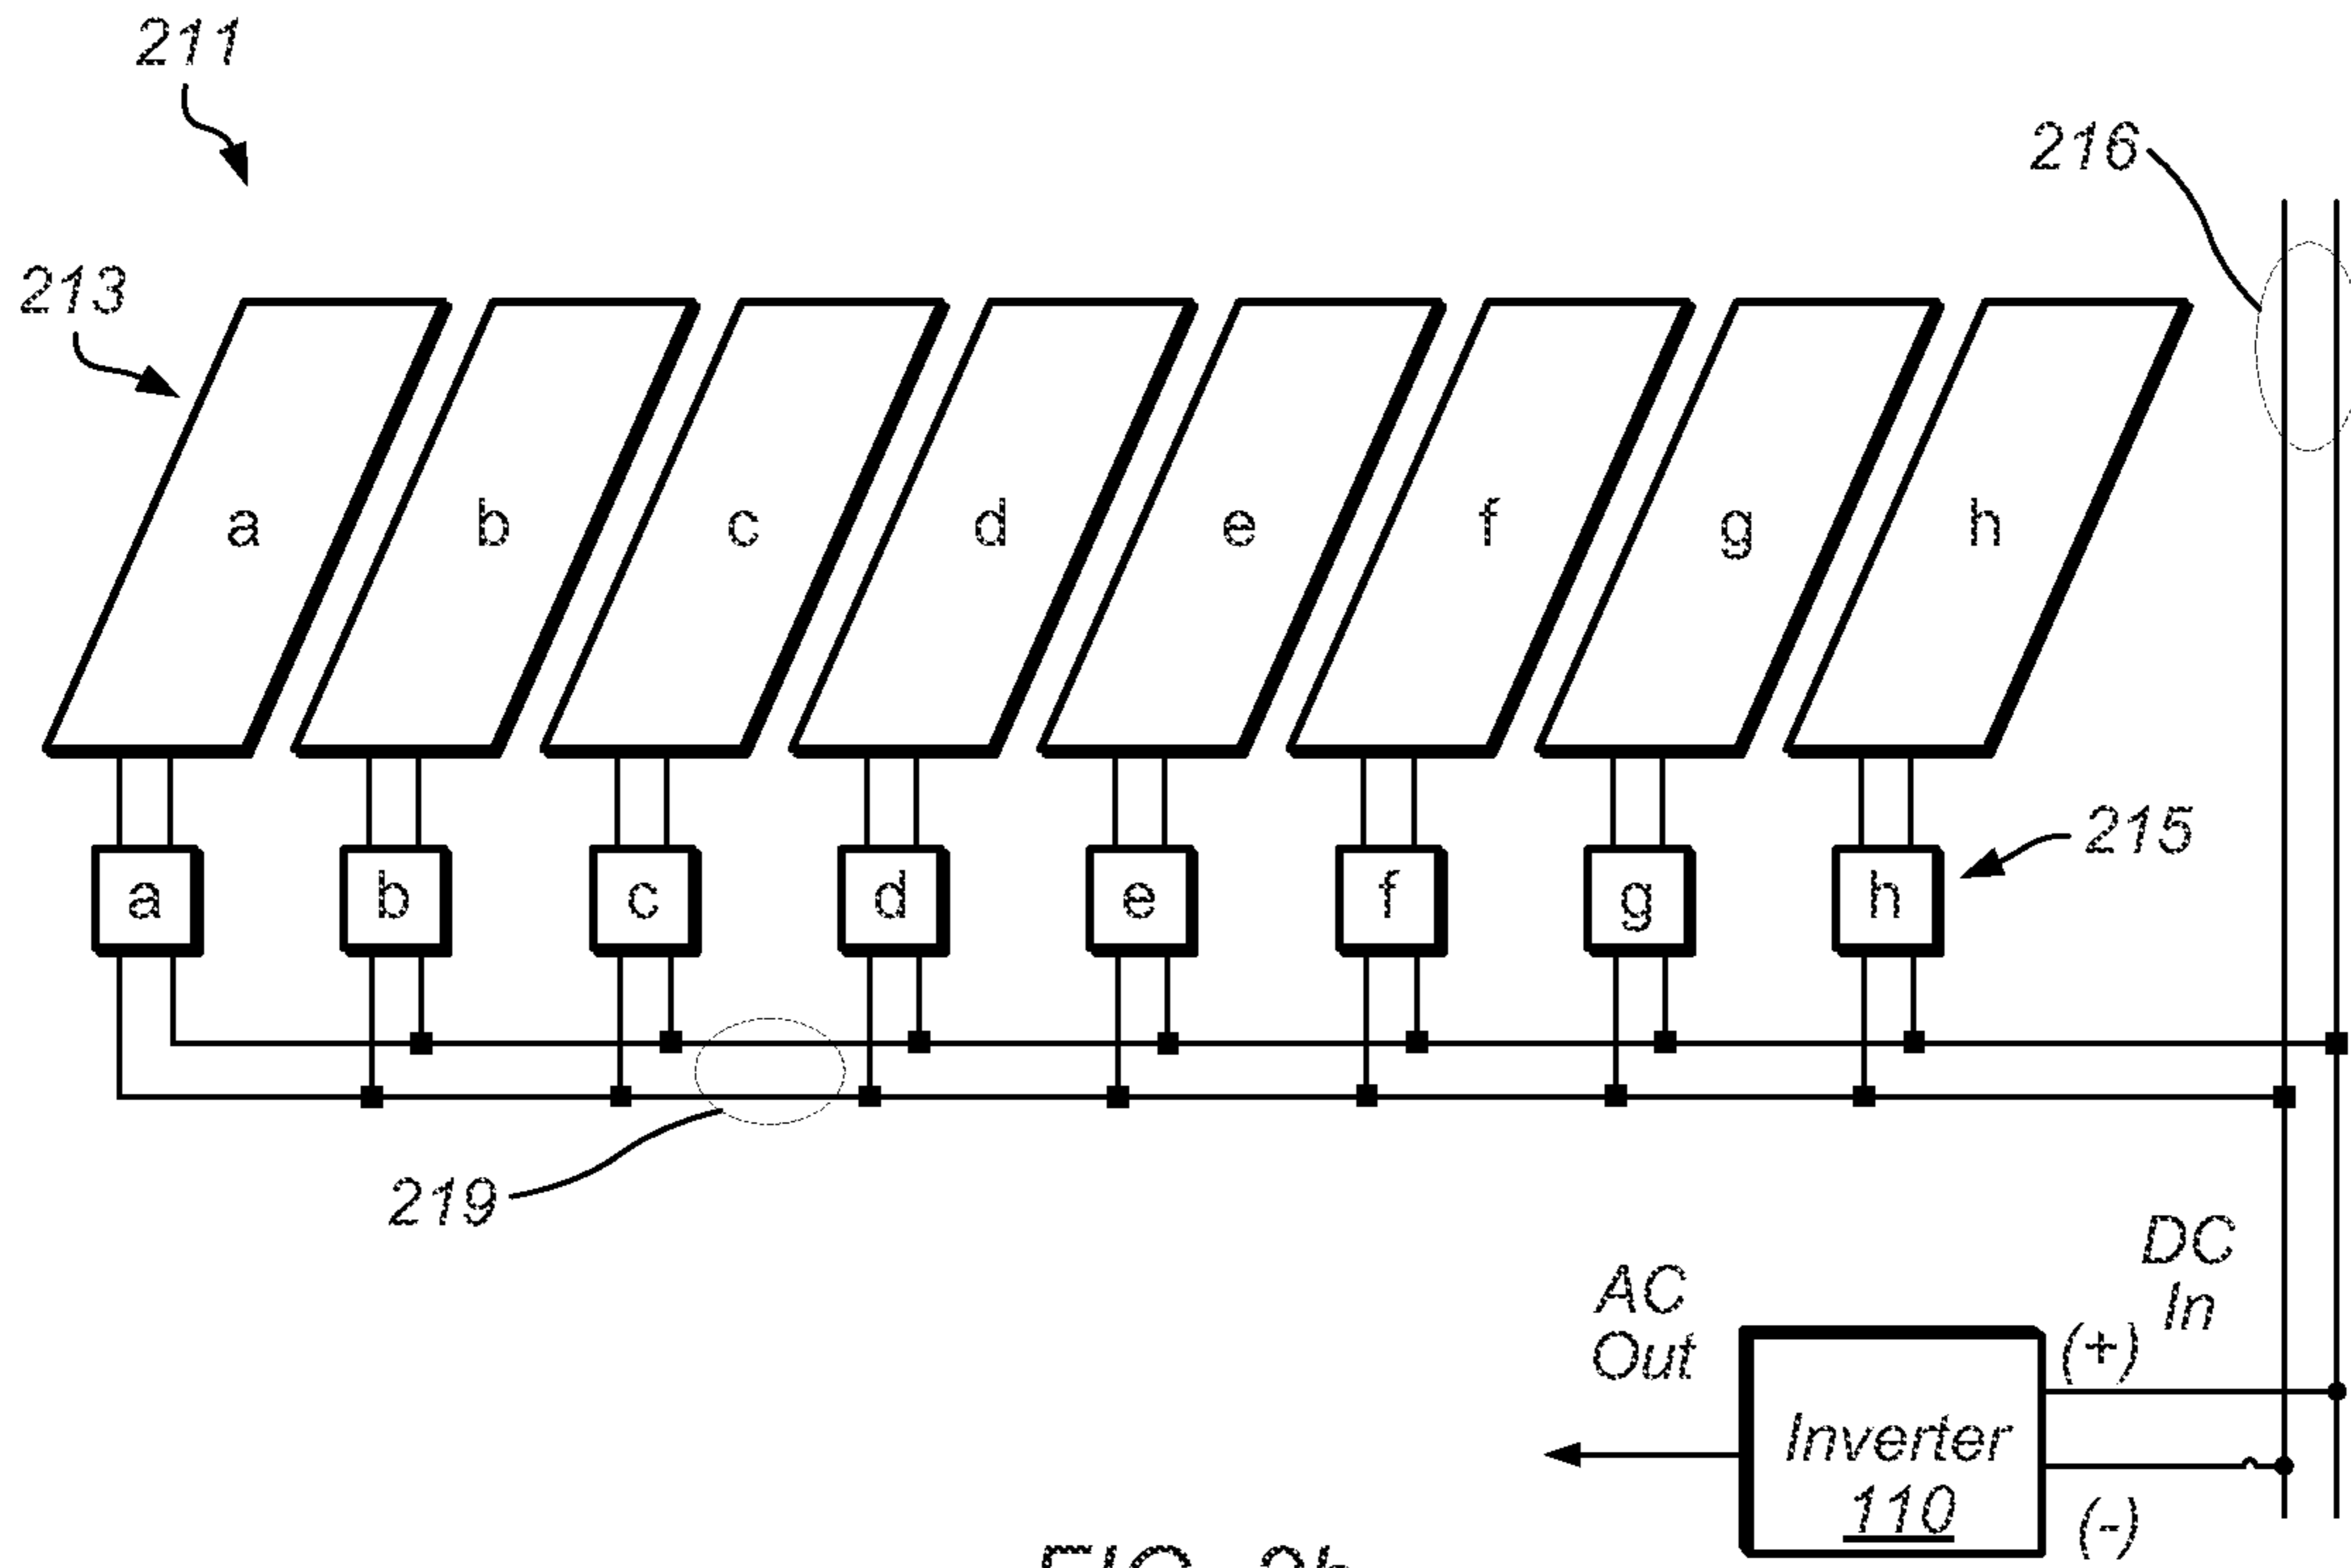 211
216
213
a b c d e f g h
215
a b c d e f g h
219
DC
In
AC
Out
(+)
Inverter
110
(-)